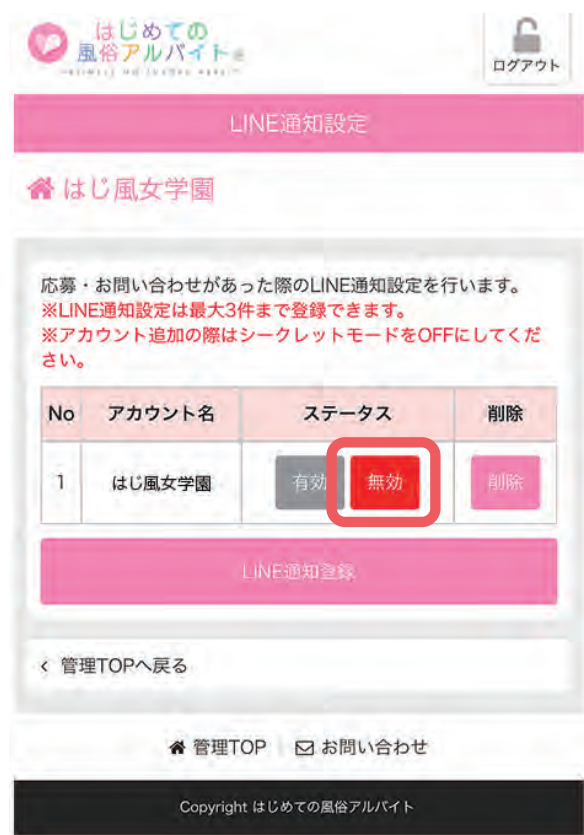 はじめての
風俗アルバイト
ログアウト
LINE通知設定
はじ風女学園
応募・お問い合わせがあった際のLINE通知設定を行います。
※LINE通知設定は最大3件まで登録できます。
※アカウント追加の際はシークレットモードをOFFにしてくだ
さい。
No アカウント名 ステータス 削除
1 はじ風女学園 有効 無効 削除
LINE通知登録
< 管理TOPへ戻る
管理TOP お問い合わせ
Copyright はじめての風俗アルバイト